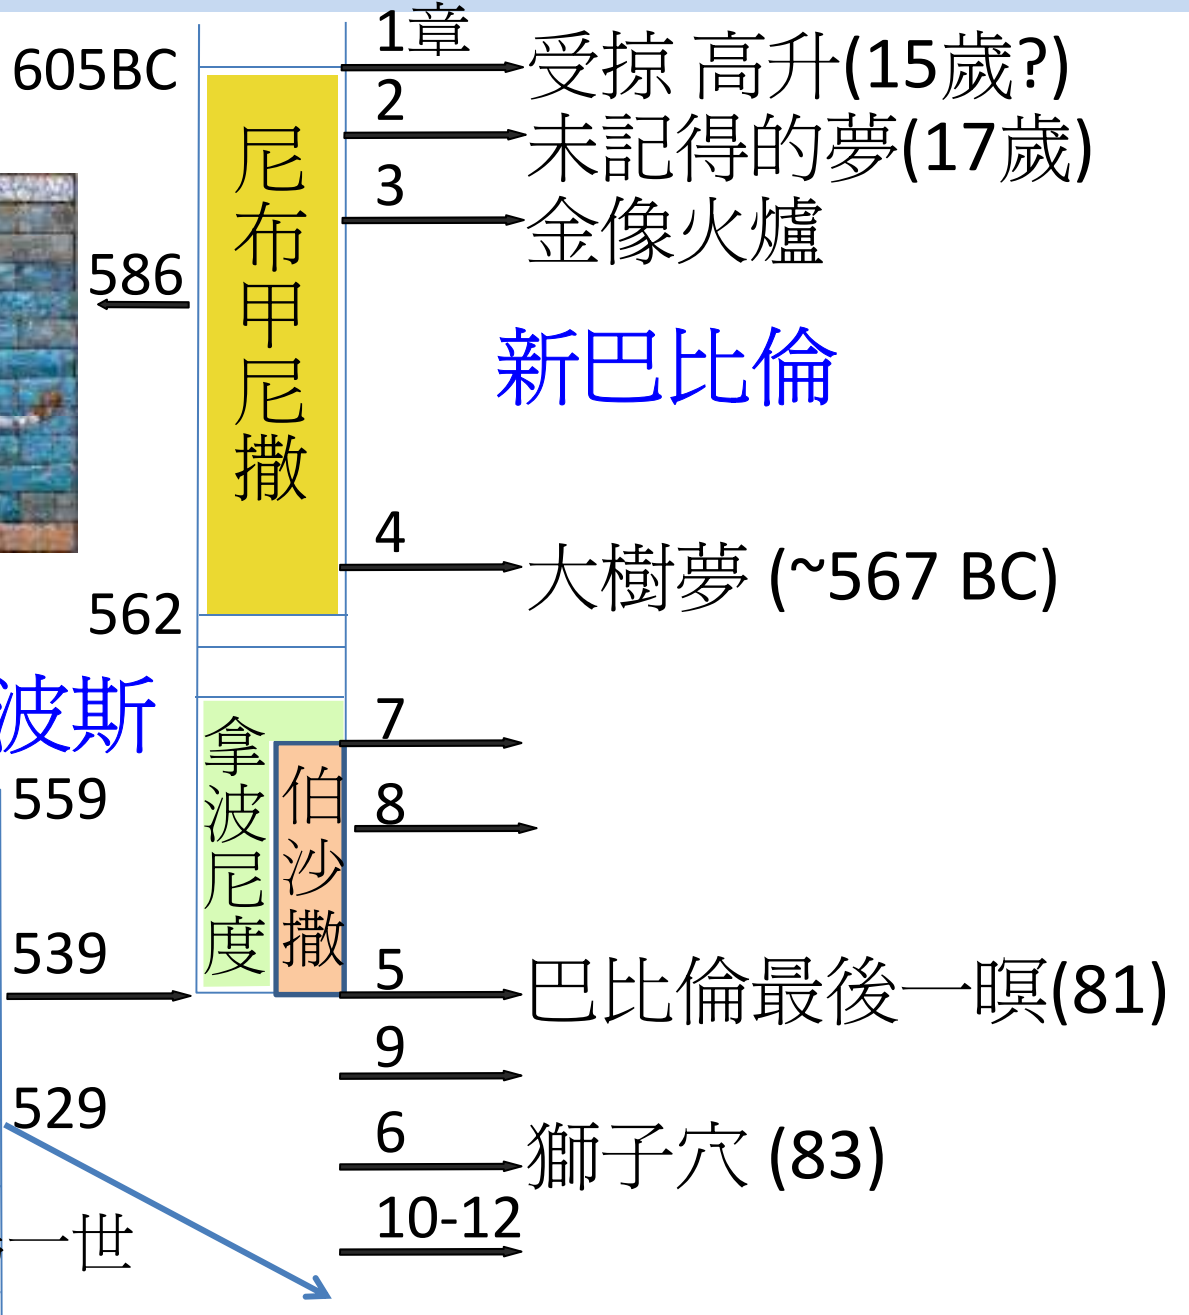 605BC
1章
受掠 高升(15歲?)
2
未記得的夢(17歲)
3
金像火爐
586
尼布甲尼撒
新巴比倫
4
大樹夢 (~567 BC)
562
波斯
7
拿波尼度
伯沙撒
559
8
539
5
巴比倫最後一暝(81)
9
529
6
獅子穴 (83)
10-12
一世